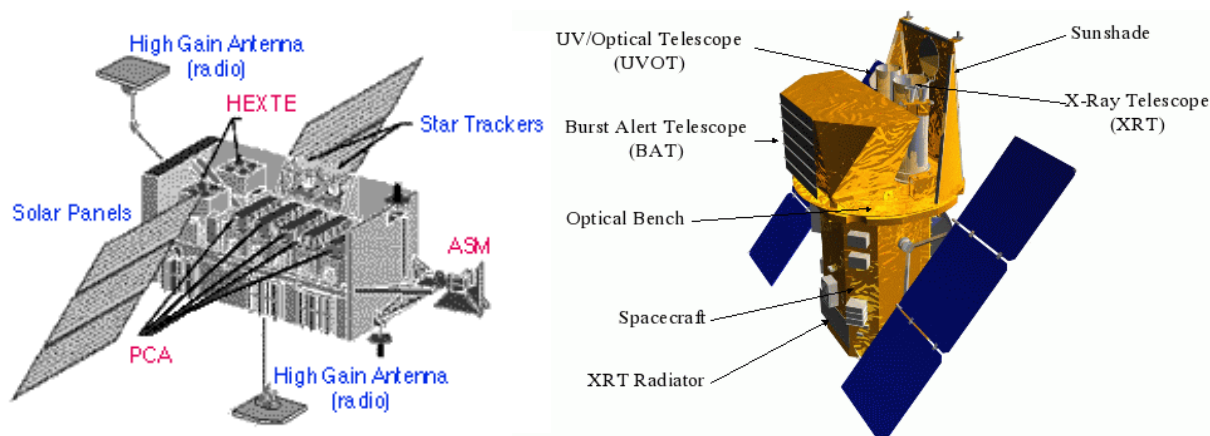 High Gain Antenna
(radio)
HEXTE
Star Trackers
Solar Panels
ASM
PCA
High Gain Antenna
(radio)
UV/Optical Telescope
(UVOT)
Sunshade
X-Ray Telescope
(XRT)
Burst Alert Telescope
(BAT)
Optical Bench
Spacecraft
XRT Radiator